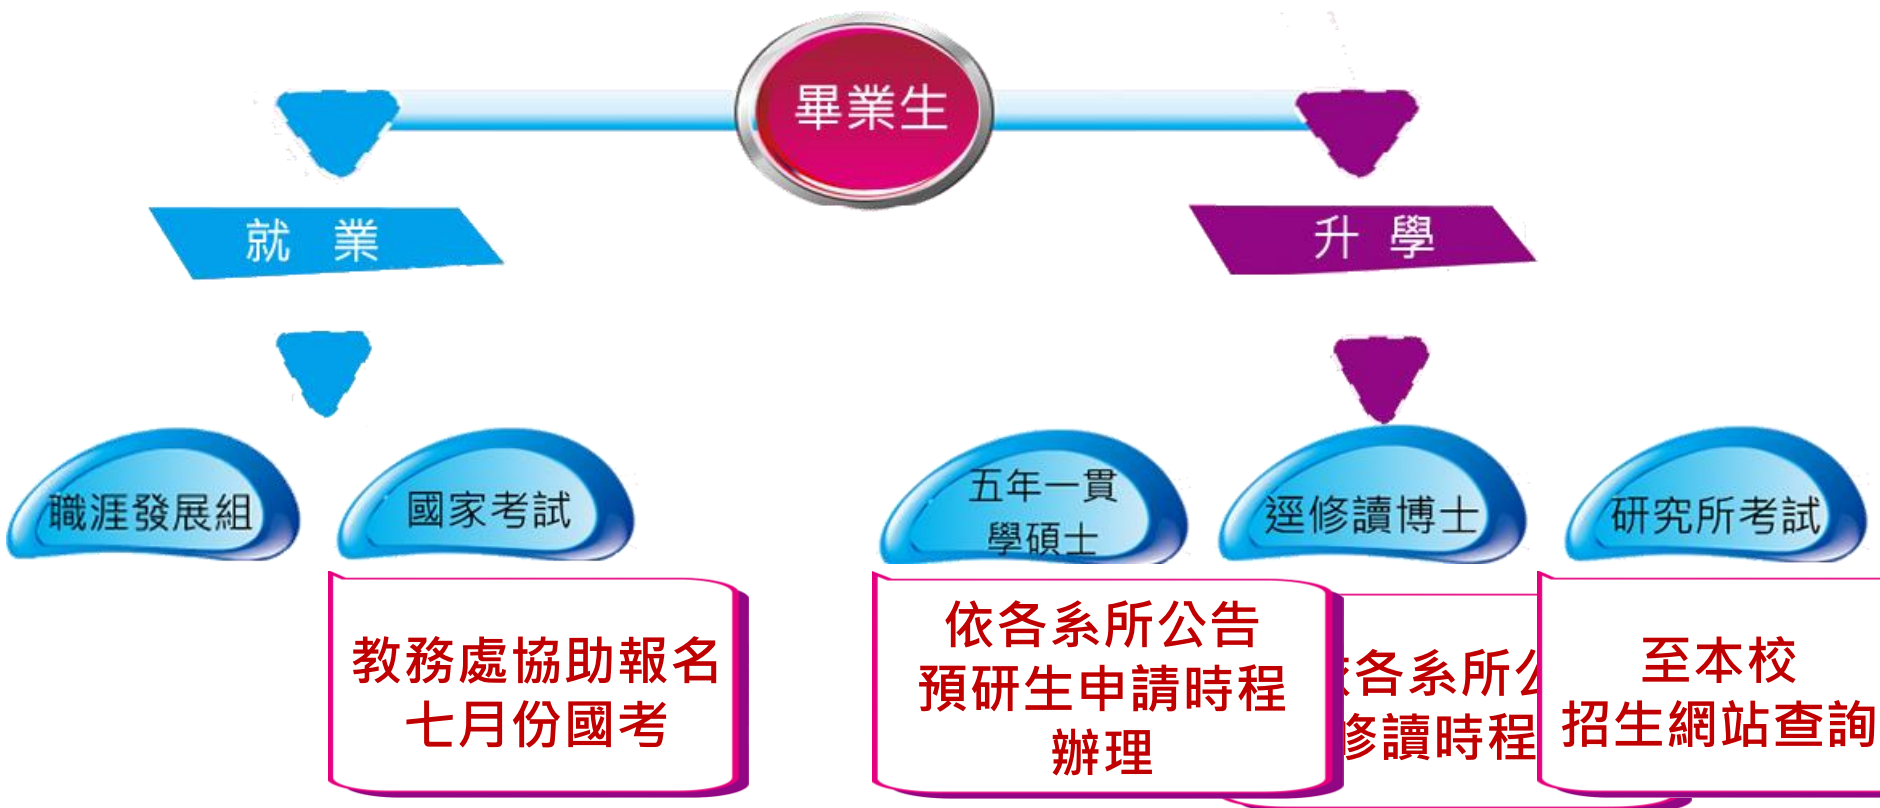 畢業生
就 業
升 學
職涯發展組
國家考試
五年一貫
學碩士
逕修讀博士
研究所考試
教務處協助報名
七月份國考
依各系所公告
預研生申請時程
辦理
各系所公
修讀時程
至本校
招生網站查詢